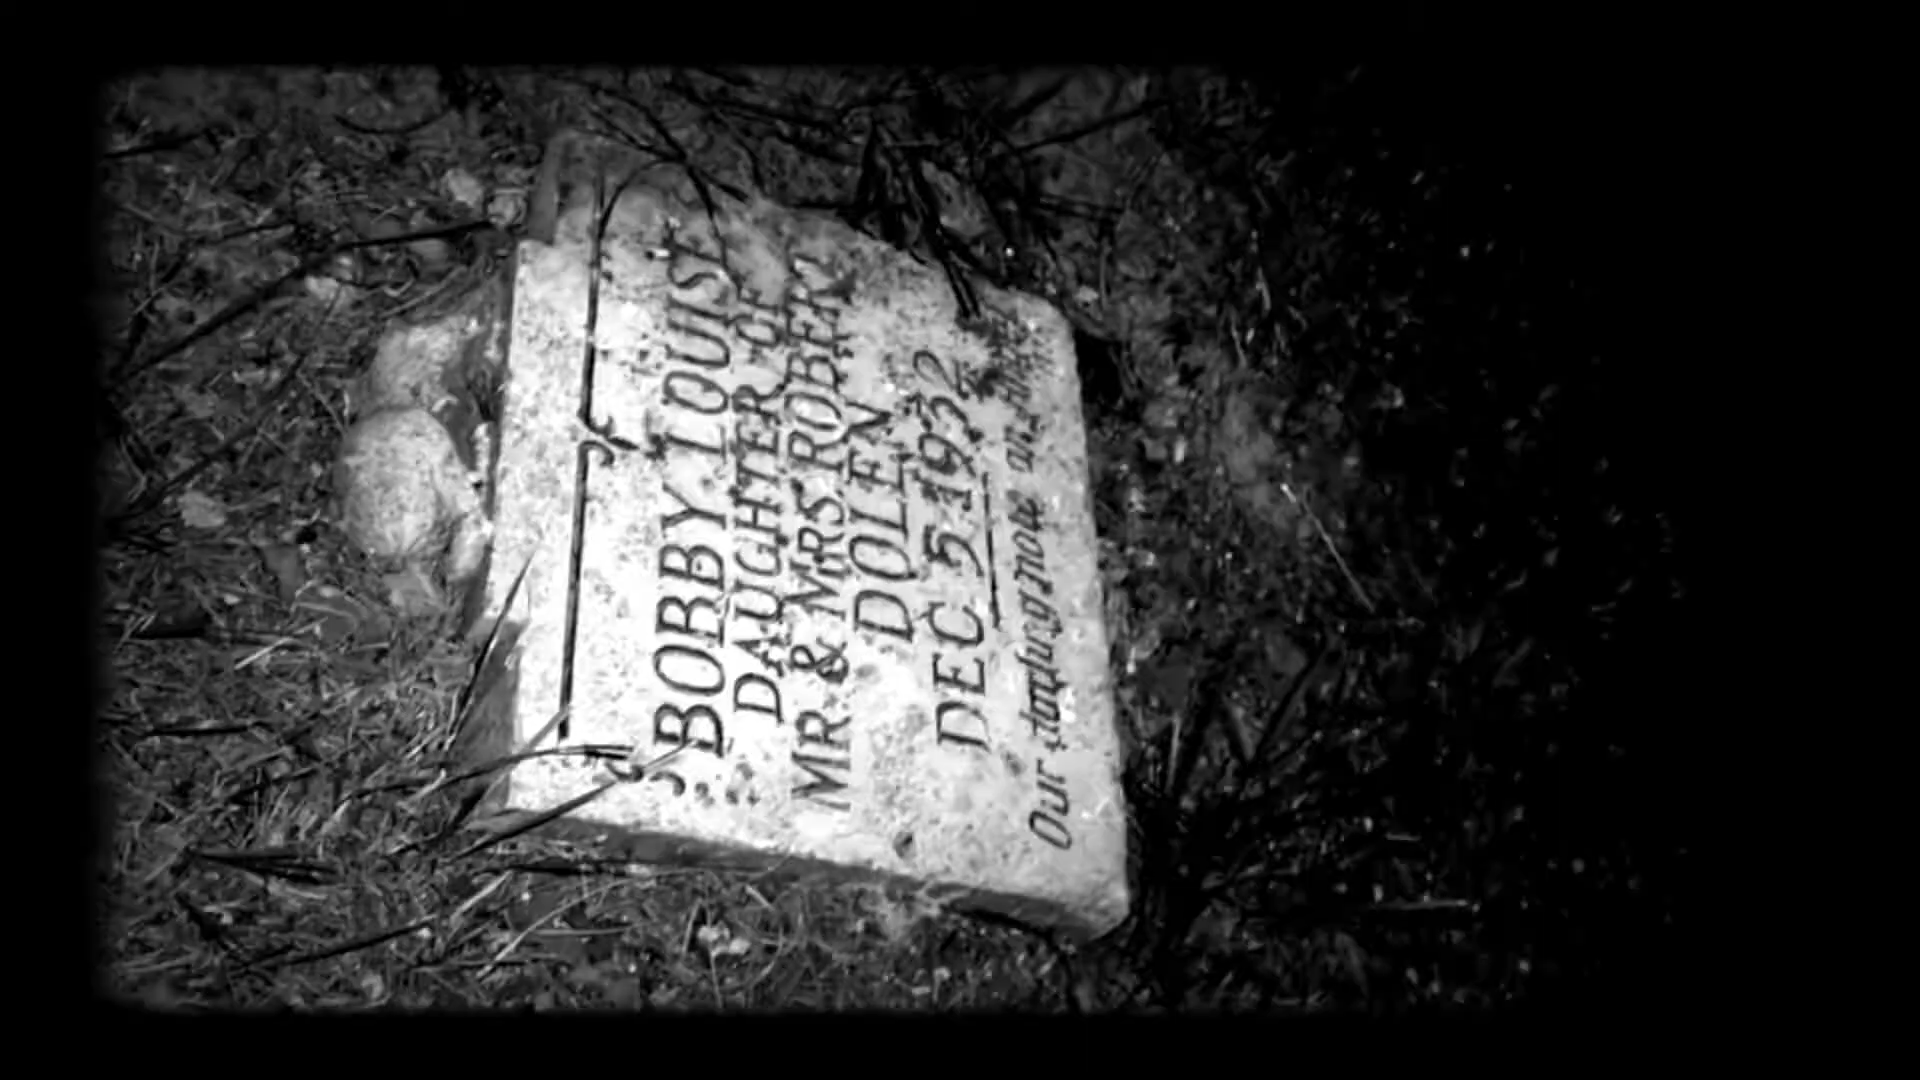 BOBBY LOUISE
DAUGHTER OF
MR & MRS ROBERT
DOLEN
DEC 5 1932
Our